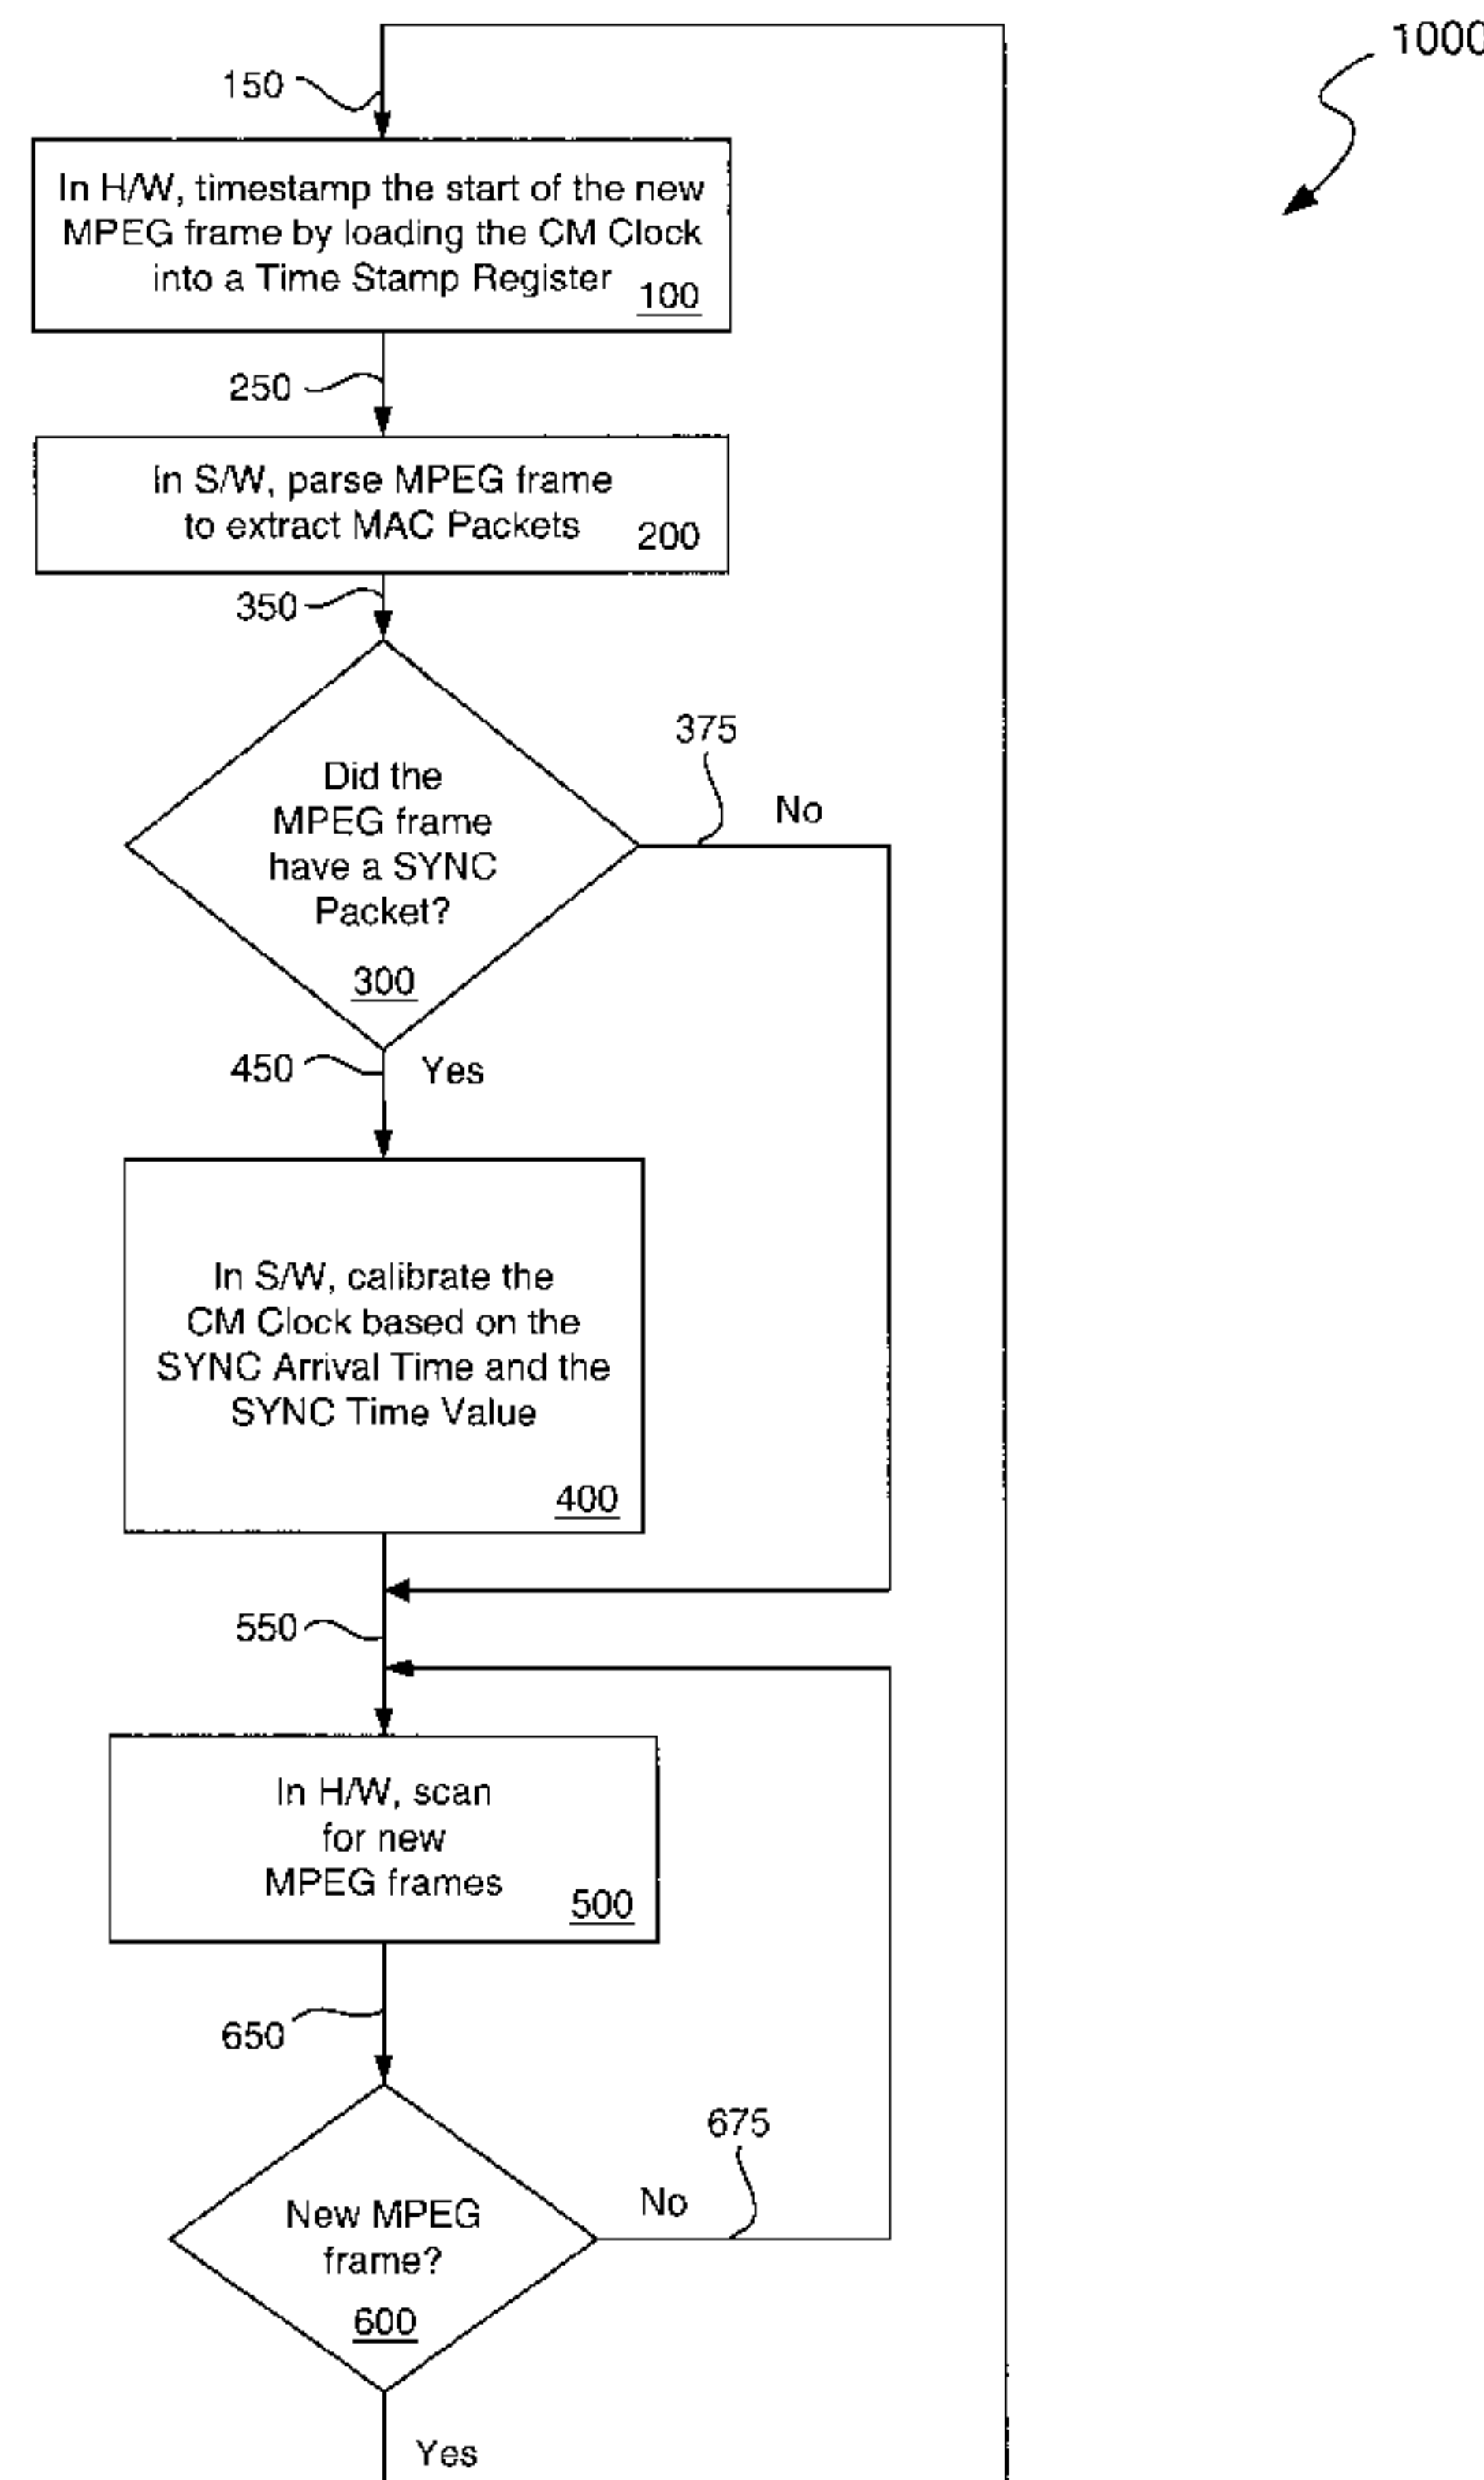 1000
150
In H/W, timestamp the start of the new
MPEG frame by loading the CM Clock
into a Time Stamp Register
100
250
In S/W, parse MPEG frame
to extract MAC Packets
200
350
375
No
Did the
MPEG frame
have a SYNC
Packet?
300
450
Yes
In S/W, calibrate the
CM Clock based on the
SYNC Arrival Time and the
SYNC Time Value
400
550
In H/W, scan
for new
MPEG frames
500
650
675
No
New MPEG
frame?
600
Yes